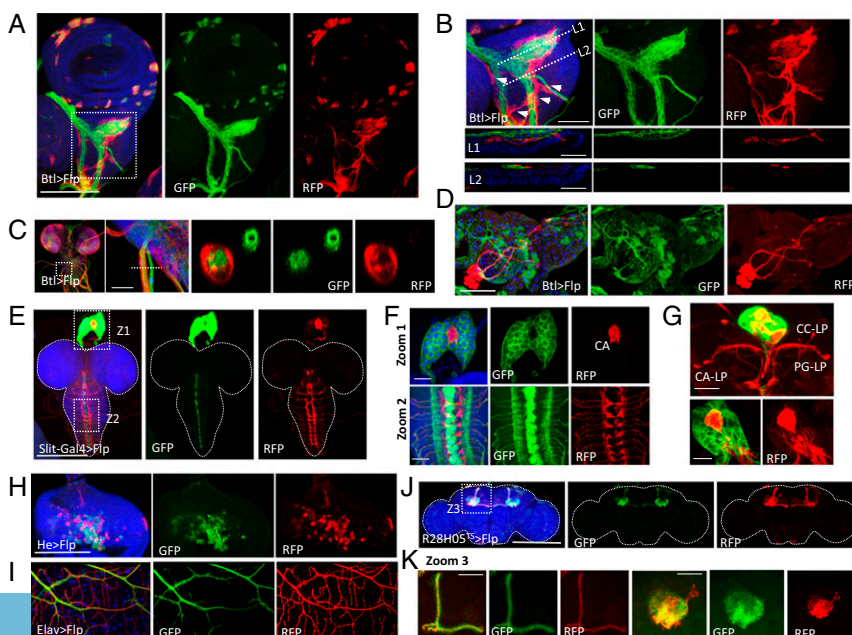 A
Btl>Flp
GFP
RFP
B
L1
L2
Btl>Flp
GFP
RFP
L1
L2
C
Btl>Flp
GFP
RFP
D
Btl>Flp
GFP
RFP
E
Z1
Z2
Slit-Gal4>Flp
GFP
RFP
F
Zoom 1
GFP
CA
RFP
Zoom 2
GFP
RFP
G
CC-LP
CA-LP
PG-LP
RFP
H
He>Flp
GFP
RFP
I
Elav>Flp
GFP
RFP
J
Z3
R28H05ᵀˢ>Flp
GFP
RFP
K
Zoom 3
GFP
RFP
GFP
RFP